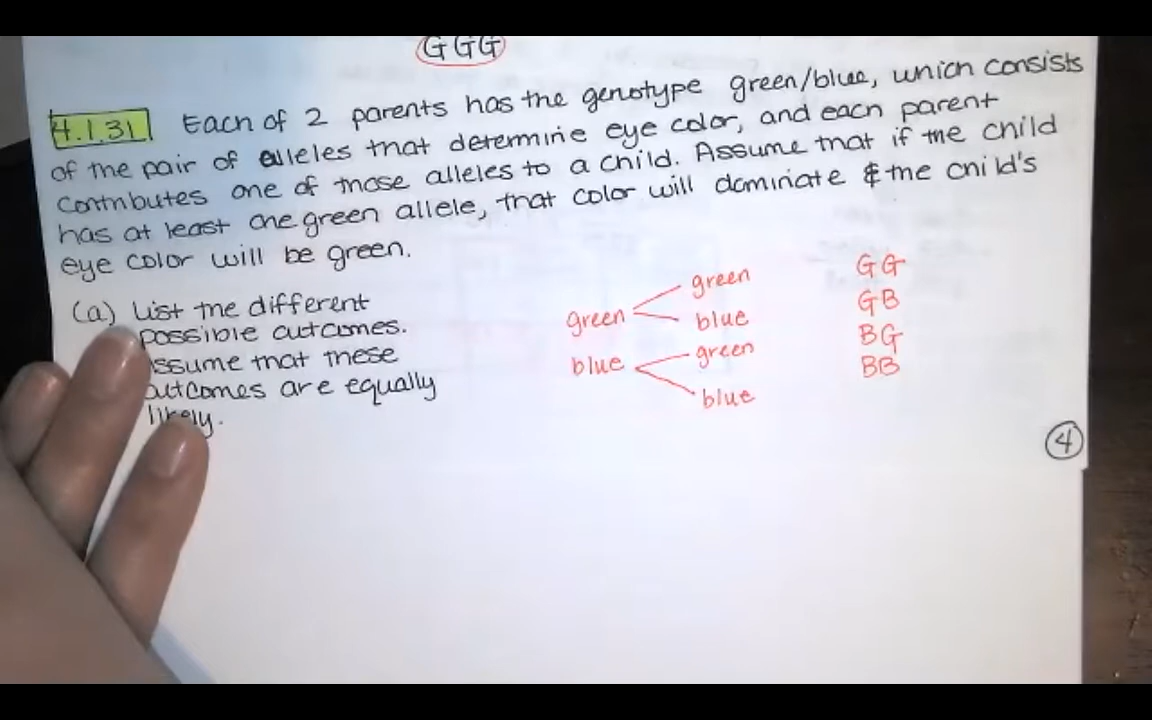 GGG
4.1.31 Each of 2 parents has the genotype green/blue, which consists
of the pair of alleles that determine eye color, and each parent
contributes one of those alleles to a child. Assume that if the child
has at least one green allele, that color will dominate & the child's
eye color will be green.
(a) List the different
possible outcomes.
ssume that these
outcomes are equally
likely.
green
blue
green
blue
green
blue
GG
GB
BG
BB
4